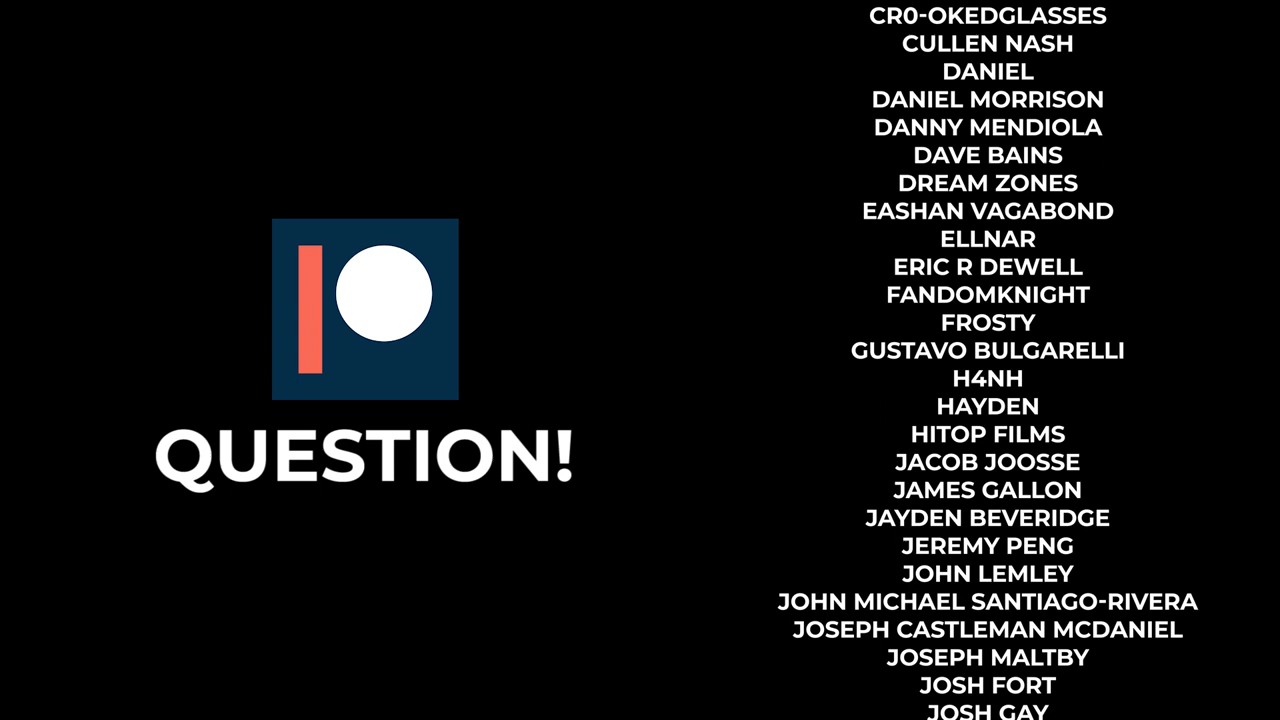 QUESTION!
CR0-OKEDGLASSES
CULLEN NASH
DANIEL
DANIEL MORRISON
DANNY MENDIOLA
DAVE BAINS
DREAM ZONES
EASHAN VAGABOND
ELLNAR
ERIC R DEWELL
FANDOMKNIGHT
FROSTY
GUSTAVO BULGARELLI
H4NH
HAYDEN
HITOP FILMS
JACOB JOOSSE
JAMES GALLON
JAYDEN BEVERIDGE
JEREMY PENG
JOHN LEMLEY
JOHN MICHAEL SANTIAGO-RIVERA
JOSEPH CASTLEMAN MCDANIEL
JOSEPH MALTBY
JOSH FORT
JOSH GAY